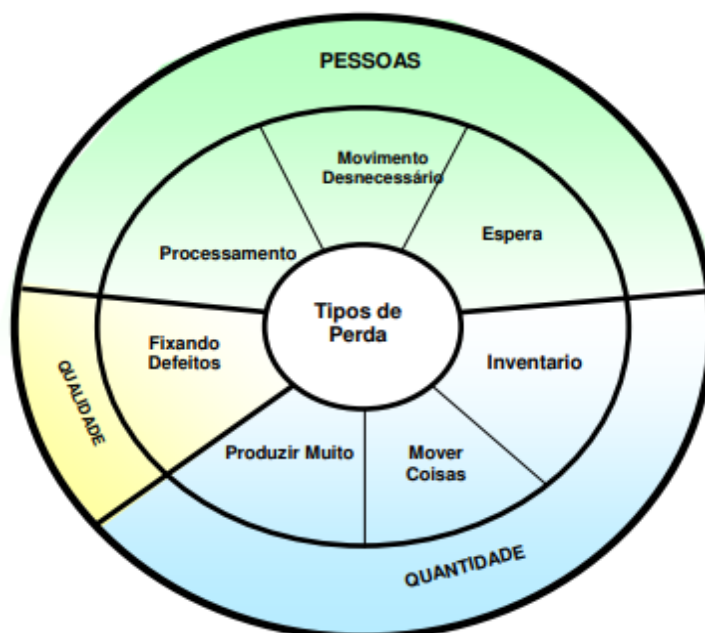 PESSOAS
Movimento
Desnecessário
Processamento
Espera
Tipos de
Perda
Fixando
Defeitos
Inventario
QUALIDADE
Produzir Muito
Mover
Coisas
QUANTIDADE